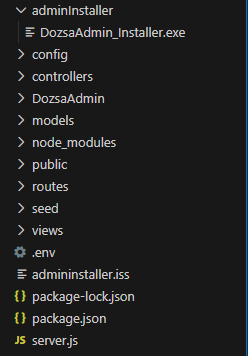 adminInstaller
DozsaAdmin_Installer.exe
config
controllers
DozsaAdmin
models
node_modules
public
routes
seed
views
.env
admininstaller.iss
package-lock.json
package.json
server.js